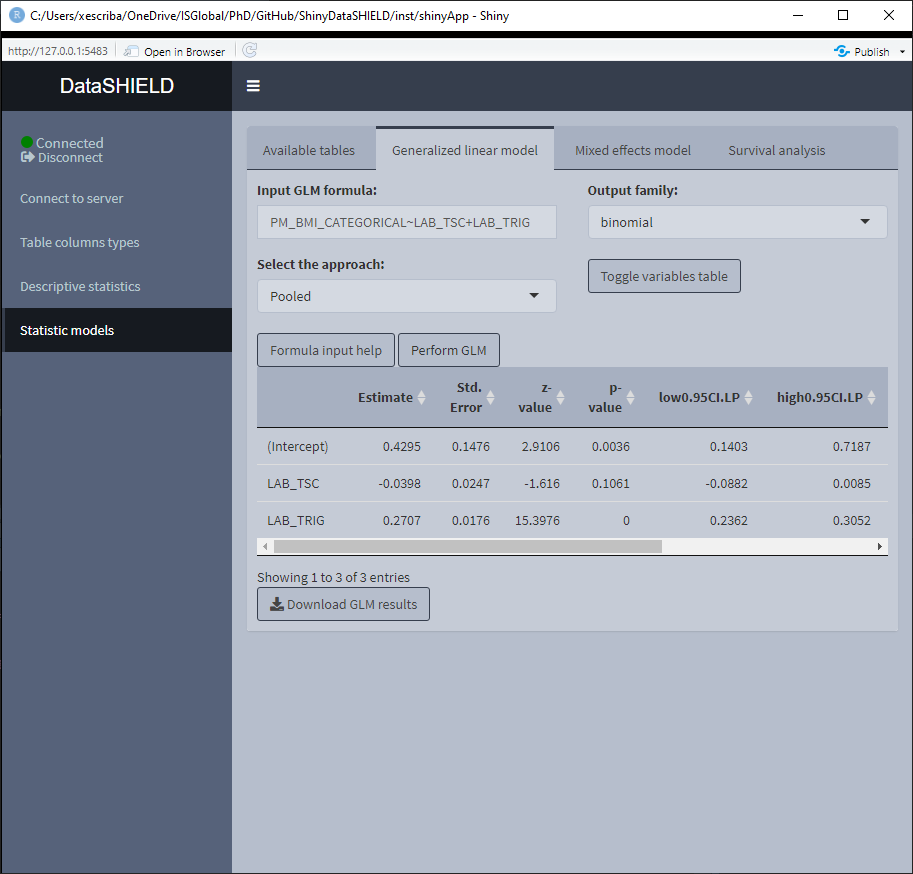 C:/Users/xescriba/OneDrive/ISGlobal/PhD/GitHub/ShinyDataSHIELD/inst/shinyApp - Shiny
http://127.0.0.1:5483 Open in Browser Publish
DataSHIELD
Connected
Disconnect
Connect to server
Table columns types
Descriptive statistics
Statistic models
Available tables Generalized linear model Mixed effects model Survival analysis
Input GLM formula: Output family:
PM_BMI_CATEGORICAL~LAB_TSC+LAB_TRIG binomial
Select the approach:
Pooled Toggle variables table
Formula input help Perform GLM
Estimate Std. Error z-value p-value low0.95CI.LP high0.95CI.LP
(Intercept) 0.4295 0.1476 2.9106 0.0036 0.1403 0.7187
LAB_TSC -0.0398 0.0247 -1.616 0.1061 -0.0882 0.0085
LAB_TRIG 0.2707 0.0176 15.3976 0 0.2362 0.3052
Showing 1 to 3 of 3 entries
Download GLM results